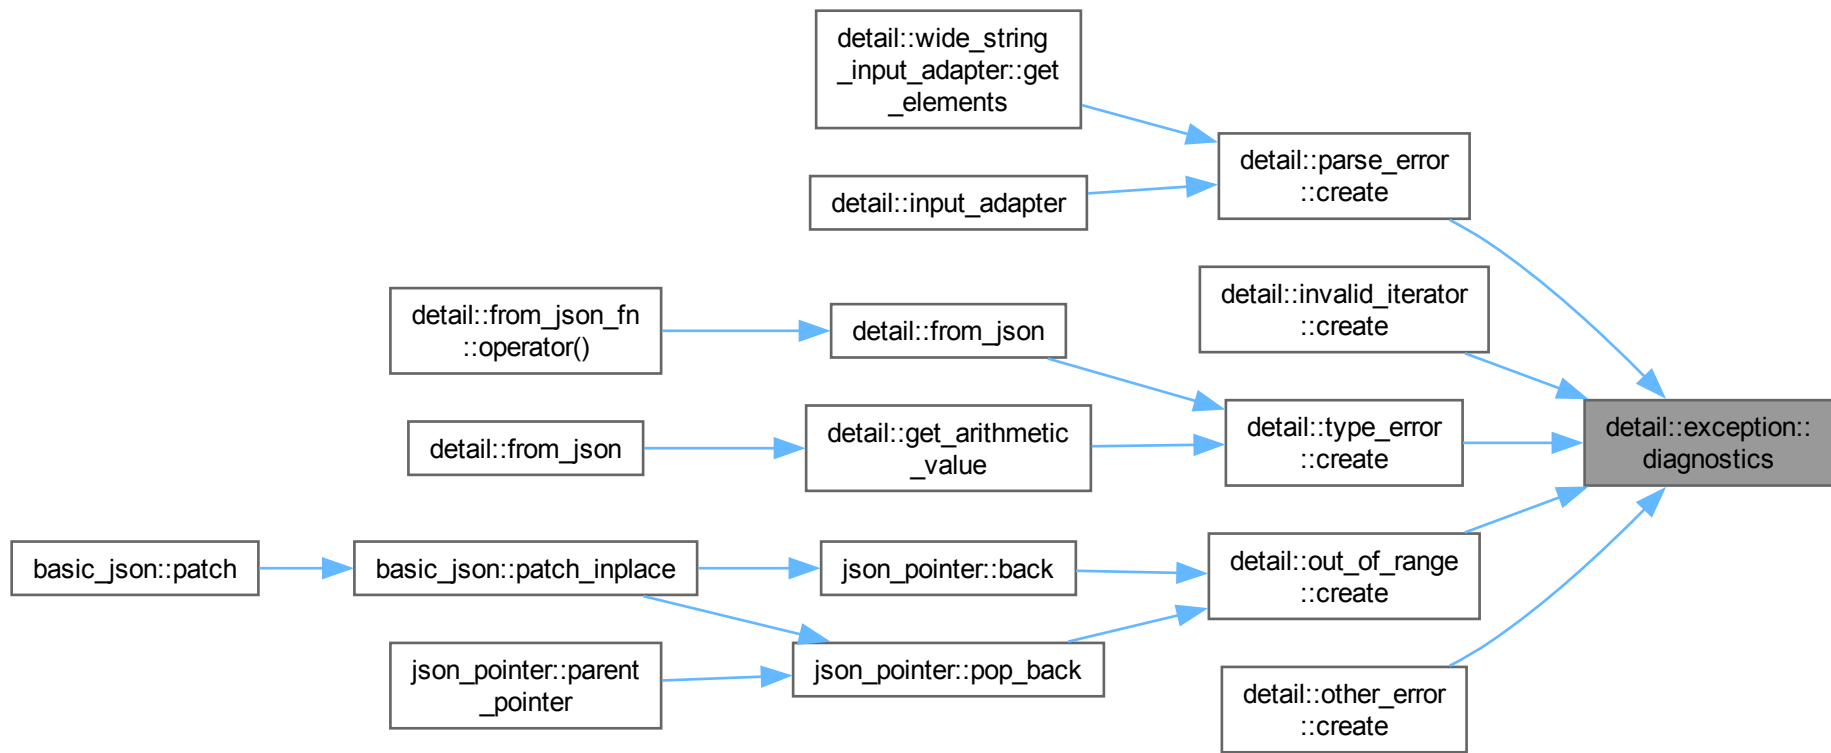 detail::wide_string
_input_adapter::get
_elements
detail::parse_error
::create
detail::input_adapter
detail::invalid_iterator
::create
detail::from_json_fn
::operator()
detail::from_json
detail::exception::
diagnostics
detail::type_error
::create
detail::get_arithmetic
_value
detail::from_json
detail::out_of_range
::create
json_pointer::back
basic_json::patch_inplace
basic_json::patch
json_pointer::pop_back
json_pointer::parent
_pointer
detail::other_error
::create